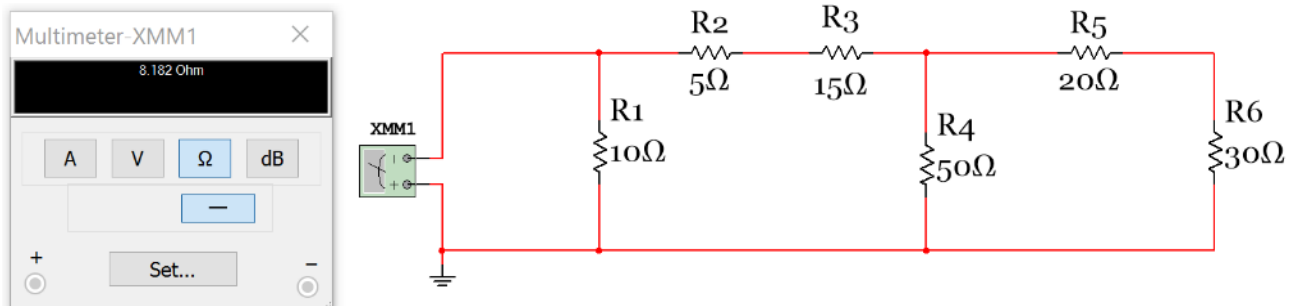 Multimeter-XMM1 ×
8.182 Ohm
A V Ω dB
+ –
Set...
XMM1
R1
10Ω
R2
5Ω
R3
15Ω
R4
50Ω
R5
20Ω
R6
30Ω